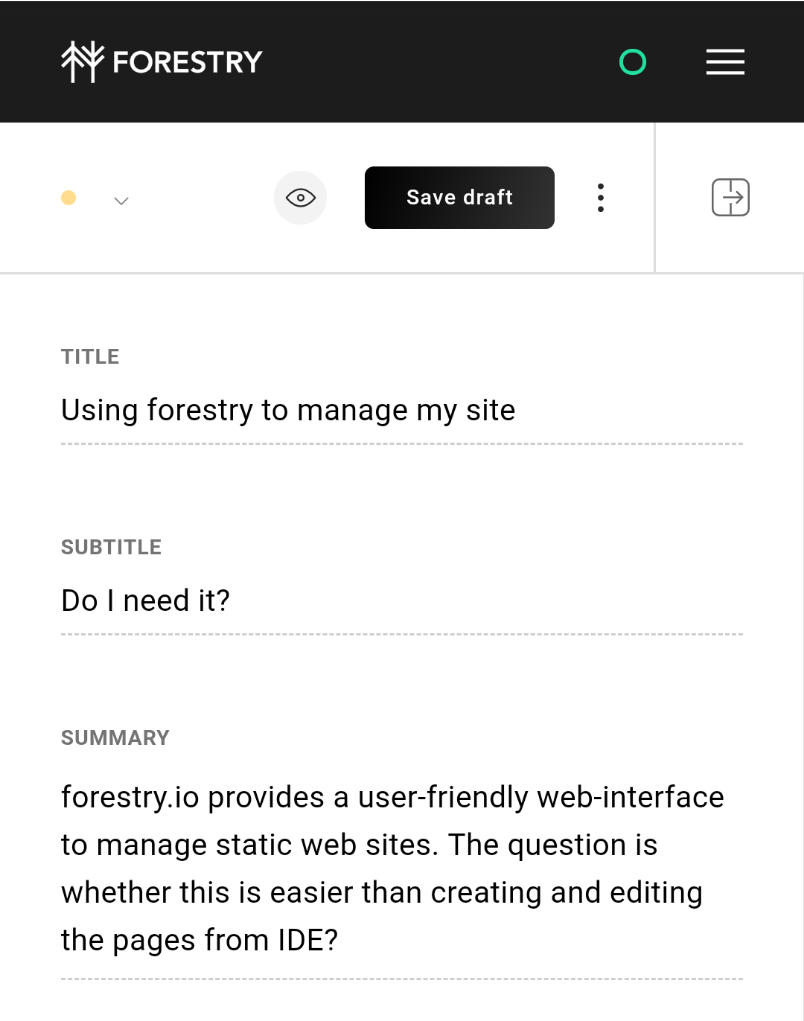 FORESTRY
Save draft
TITLE
Using forestry to manage my site
SUBTITLE
Do I need it?
SUMMARY
forestry.io provides a user-friendly web-interface
to manage static web sites. The question is
whether this is easier than creating and editing
the pages from IDE?